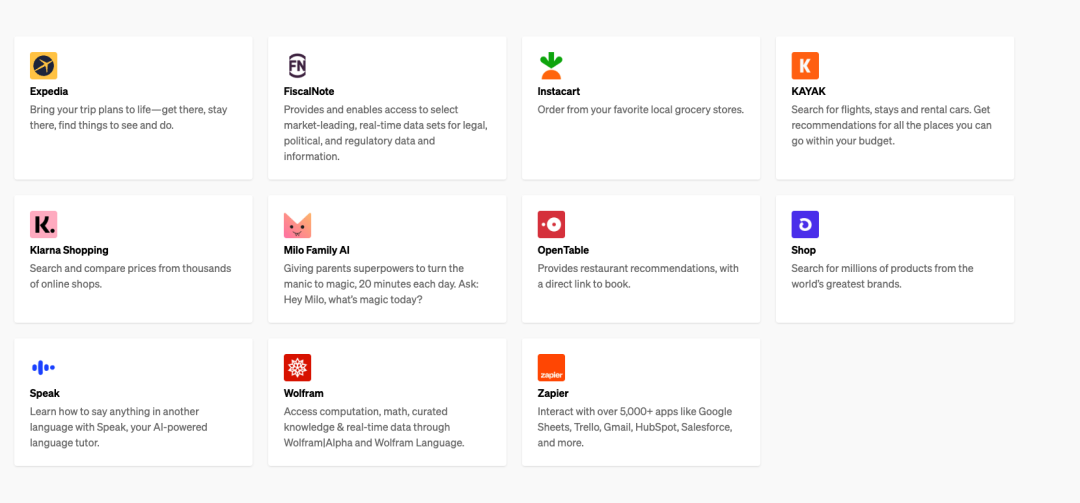 Expedia
Bring your trip plans to life—get there, stay
there, find things to see and do.
FN
FiscalNote
Provides and enables access to select
market-leading, real-time data sets for legal,
political, and regulatory data and
information.
Instacart
Order from your favorite local grocery stores.
K
KAYAK
Search for flights, stays and rental cars. Get
recommendations for all the places you can
go within your budget.
K.
Klarna Shopping
Search and compare prices from thousands
of online shops.
Milo Family AI
Giving parents superpowers to turn the
manic to magic, 20 minutes each day. Ask:
Hey Milo, what's magic today?
OpenTable
Provides restaurant recommendations, with
a direct link to book.
Shop
Search for millions of products from the
world's greatest brands.
Speak
Learn how to say anything in another
language with Speak, your AI-powered
language tutor.
Wolfram
Access computation, math, curated
knowledge & real-time data through
Wolfram|Alpha and Wolfram Language.
zapier
Zapier
Interact with over 5,000+ apps like Google
Sheets, Trello, Gmail, HubSpot, Salesforce,
and more.